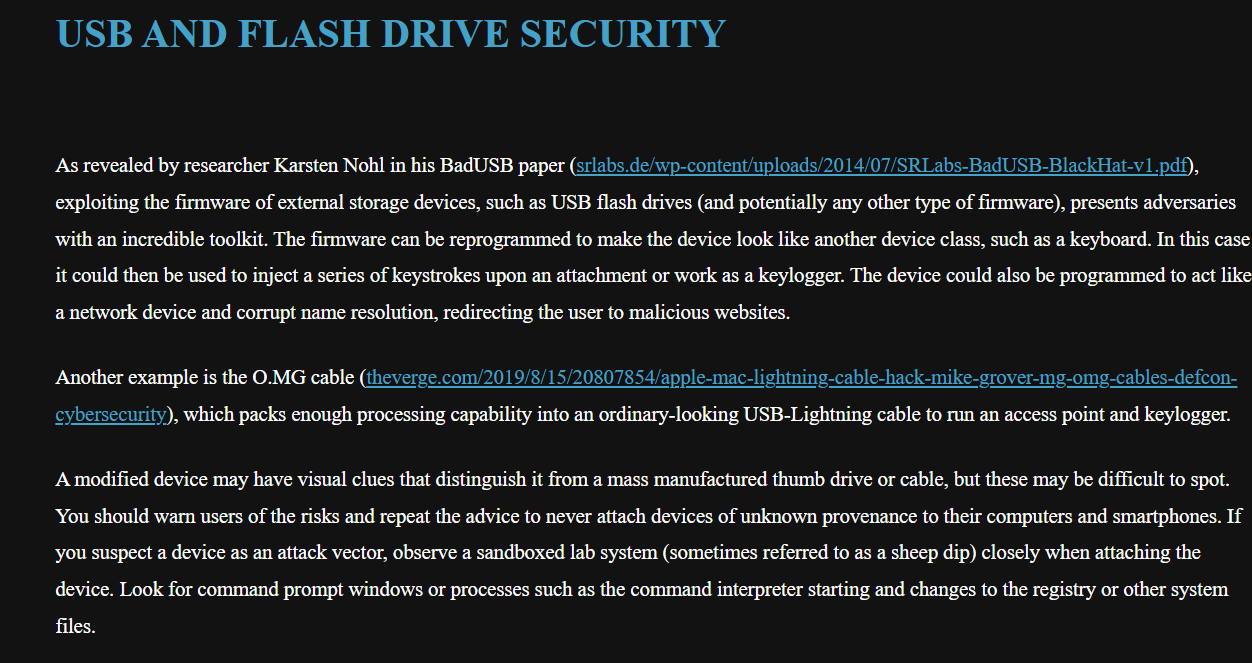 USB AND FLASH DRIVE SECURITY
As revealed by researcher Karsten Nohl in his BadUSB paper (srlabs.de/wp-content/uploads/2014/07/SRLabs-BadUSB-BlackHat-v1.pdf),
exploiting the firmware of external storage devices, such as USB flash drives (and potentially any other type of firmware), presents adversaries
with an incredible toolkit. The firmware can be reprogrammed to make the device look like another device class, such as a keyboard. In this case
it could then be used to inject a series of keystrokes upon an attachment or work as a keylogger. The device could also be programmed to act like
a network device and corrupt name resolution, redirecting the user to malicious websites.
Another example is the O.MG cable (theverge.com/2019/8/15/20807854/apple-mac-lightning-cable-hack-mike-grover-mg-omg-cables-defcon-
cybersecurity), which packs enough processing capability into an ordinary-looking USB-Lightning cable to run an access point and keylogger.
A modified device may have visual clues that distinguish it from a mass manufactured thumb drive or cable, but these may be difficult to spot.
You should warn users of the risks and repeat the advice to never attach devices of unknown provenance to their computers and smartphones. If
you suspect a device as an attack vector, observe a sandboxed lab system (sometimes referred to as a sheep dip) closely when attaching the
device. Look for command prompt windows or processes such as the command interpreter starting and changes to the registry or other system
files.